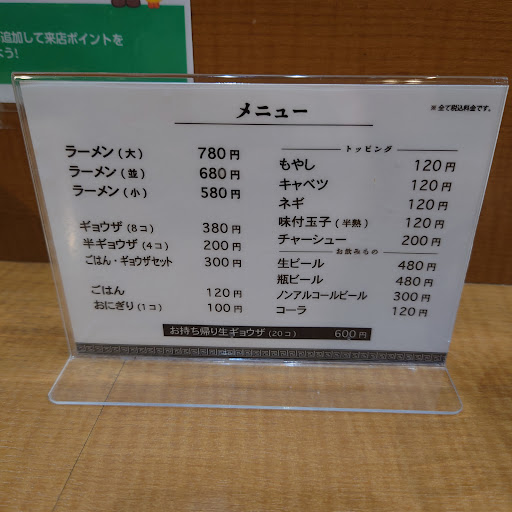 追加して来店ポイントを
よう!
メニュー
※全て税込料金です。
ラーメン(大) 780円
ラーメン(並) 680円
ラーメン(小) 580円
ギョウザ(8コ) 380円
半ギョウザ(4コ) 200円
ごはん・ギョウザセット 300円
ごはん 120円
おにぎり(1コ) 100円
トッピング
もやし 120円
キャベツ 120円
ネギ 120円
味付玉子(半熟) 120円
チャーシュー 200円
お飲みもの
生ビール 480円
瓶ビール 480円
ノンアルコールビール 300円
コーラ 120円
お持ち帰り生ギョウザ(20コ) 600円